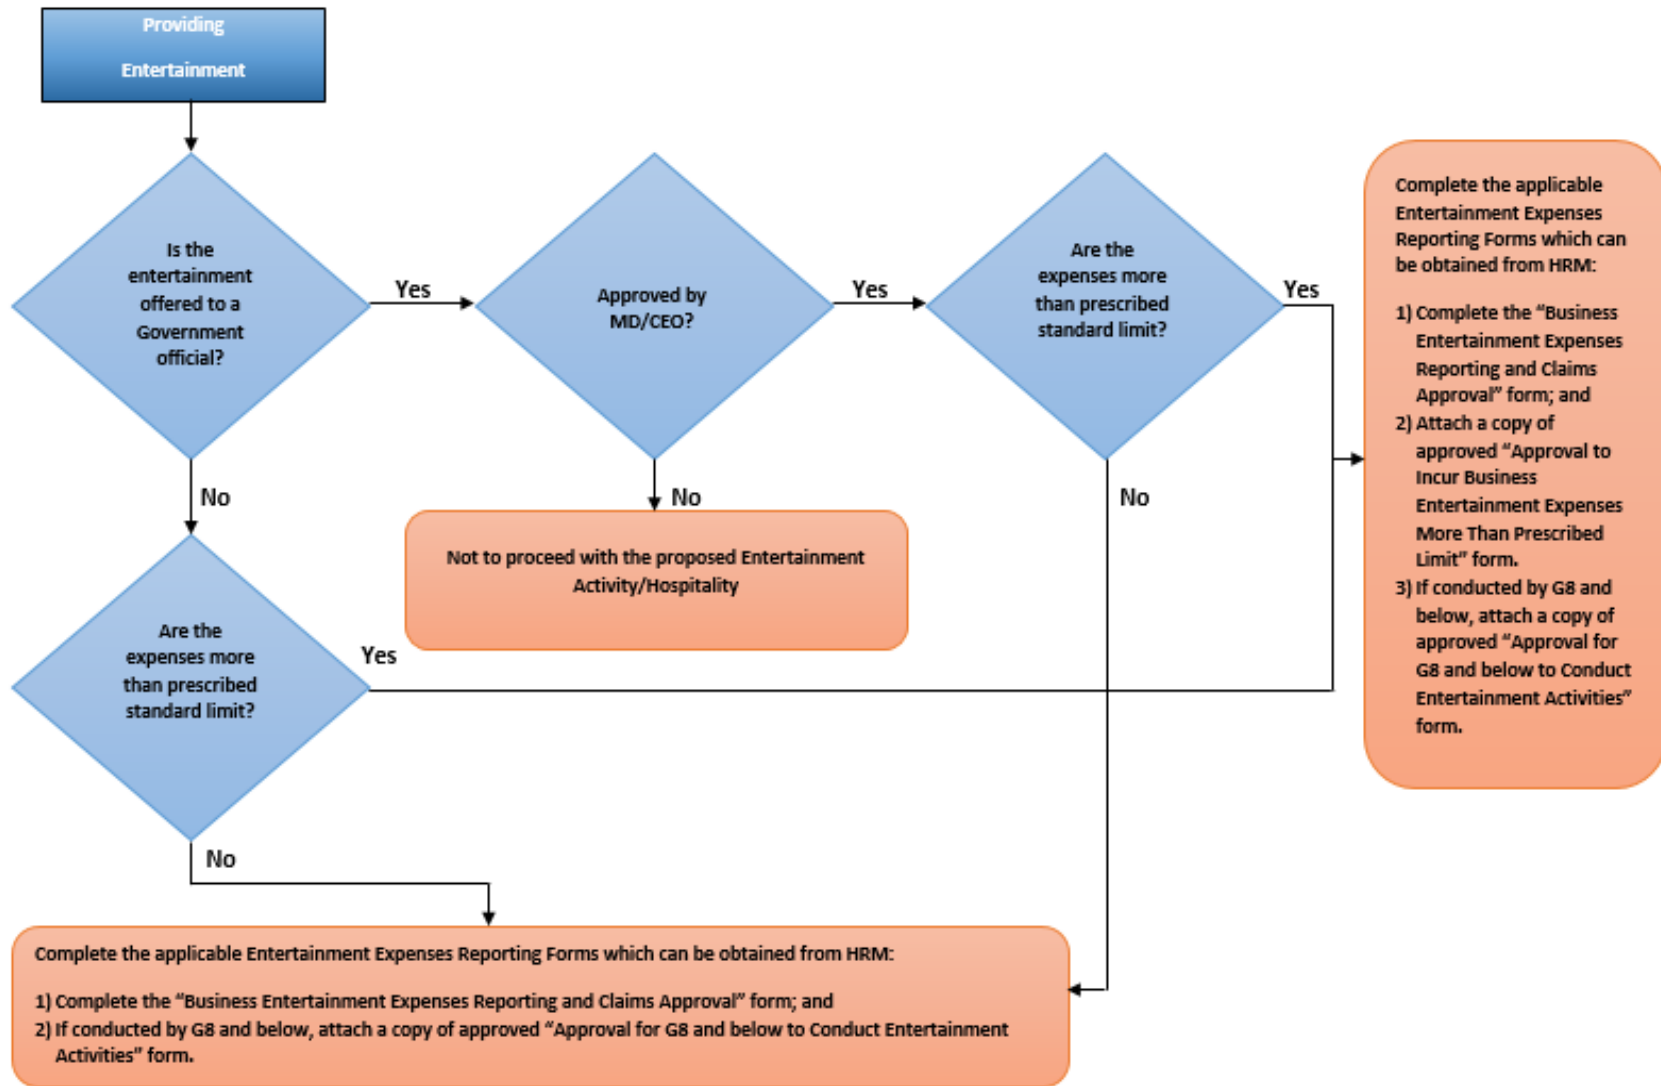 Providing
Entertainment
Is the
entertainment
offered to a
Government
official?
Yes
Approved by
MD/CEO?
Yes
Are the
expenses more
than prescribed
standard limit?
Yes
No
No
No
Not to proceed with the proposed Entertainment
Activity/Hospitality
Are the
expenses more
than prescribed
standard limit?
Yes
No
Complete the applicable
Entertainment Expenses
Reporting Forms which can
be obtained from HRM:
1) Complete the “Business
Entertainment Expenses
Reporting and Claims
Approval” form; and
2) Attach a copy of
approved “Approval to
Incur Business
Entertainment Expenses
More Than Prescribed
Limit” form.
3) If conducted by G8 and
below, attach a copy of
approved “Approval for
G8 and below to Conduct
Entertainment Activities”
form.
Complete the applicable Entertainment Expenses Reporting Forms which can be obtained from HRM:
1) Complete the “Business Entertainment Expenses Reporting and Claims Approval” form; and
2) If conducted by G8 and below, attach a copy of approved “Approval for G8 and below to Conduct Entertainment
Activities” form.